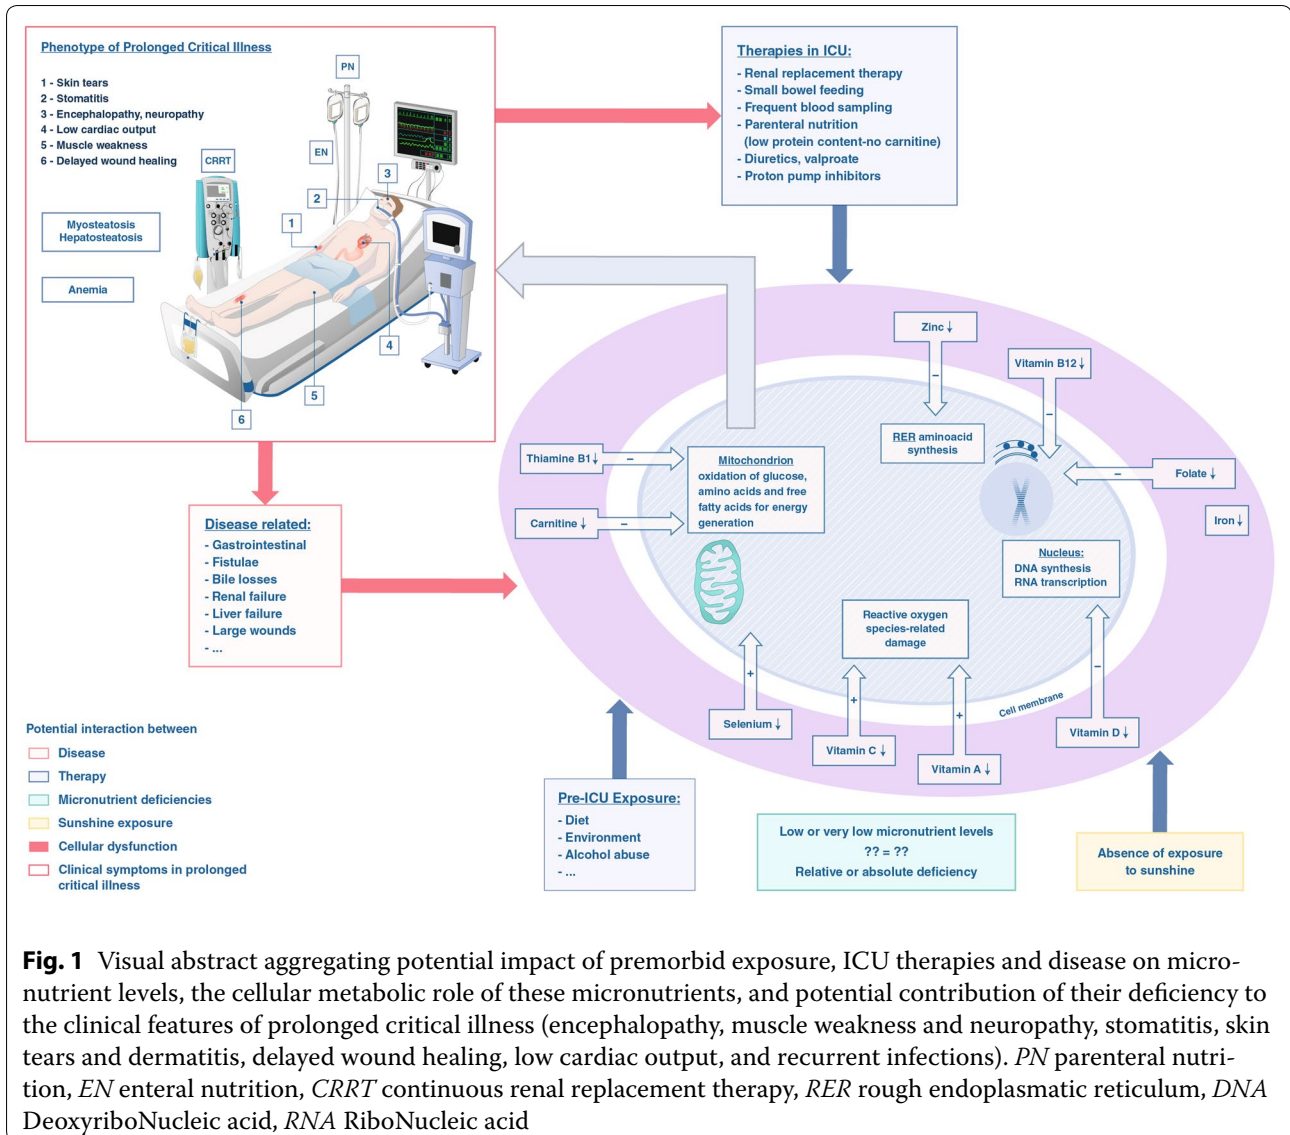 Phenotype of Prolonged Critical Illness
1 - Skin tears
2 - Stomatitis
3 - Encephalopathy, neuropathy
4 - Low cardiac output
5 - Muscle weakness
6 - Delayed wound healing
PN
EN
CRRT
3
2
1
4
5
6
Myosteatosis
Hepatosteatosis
Anemia
Therapies in ICU:
- Renal replacement therapy
- Small bowel feeding
- Frequent blood sampling
- Parenteral nutrition
(low protein content-no carnitine)
- Diuretics, valproate
- Proton pump inhibitors
Disease related:
- Gastrointestinal
- Fistulae
- Bile losses
- Renal failure
- Liver failure
- Large wounds
- ...
Zinc ↓
–
Vitamin B12 ↓
–
RER aminoacid
synthesis
Thiamine B1 ↓
–
Carnitine ↓
–
Mitochondrion
oxidation of glucose,
amino acids and free
fatty acids for energy
generation
Folate ↓
–
Iron ↓
Nucleus:
DNA synthesis
RNA transcription
Reactive oxygen
species-related
damage
+
Selenium ↓
+
Vitamin C ↓
+
Vitamin A ↓
–
Vitamin D ↓
Cell membrane
Potential interaction between
Disease
Therapy
Micronutrient deficiencies
Sunshine exposure
Cellular dysfunction
Clinical symptoms in prolonged
critical illness
Pre-ICU Exposure:
- Diet
- Environment
- Alcohol abuse
- ...
Low or very low micronutrient levels
?? = ??
Relative or absolute deficiency
Absence of exposure
to sunshine
Fig. 1 Visual abstract aggregating potential impact of premorbid exposure, ICU therapies and disease on micro-
nutrient levels, the cellular metabolic role of these micronutrients, and potential contribution of their deficiency to
the clinical features of prolonged critical illness (encephalopathy, muscle weakness and neuropathy, stomatitis, skin
tears and dermatitis, delayed wound healing, low cardiac output, and recurrent infections). PN parenteral nutri-
tion, EN enteral nutrition, CRRT continuous renal replacement therapy, RER rough endoplasmatic reticulum, DNA
DeoxyriboNucleic acid, RNA RiboNucleic acid